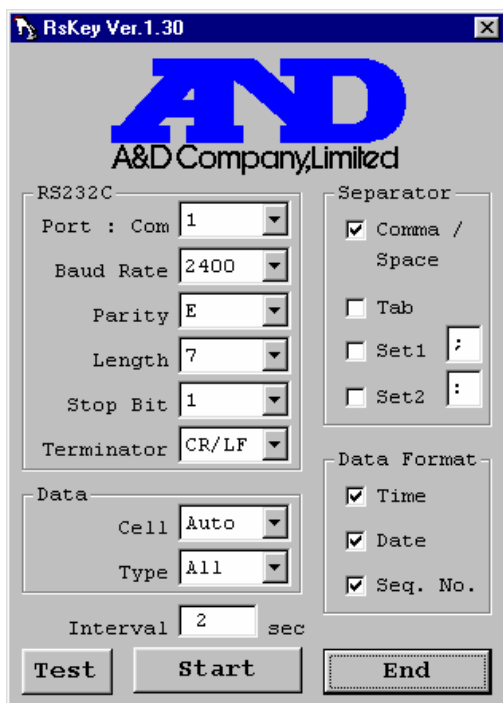 RsKey Ver.1.30
AND
A&D Company,Limited
RS232C
Port : Com 1
Baud Rate 2400
Parity E
Length 7
Stop Bit 1
Terminator CR/LF
Data
Cell Auto
Type All
Interval 2 sec
Separator
Comma /
Space
Tab
Set1 ;
Set2 :
Data Format
Time
Date
Seq. No.
Test Start End